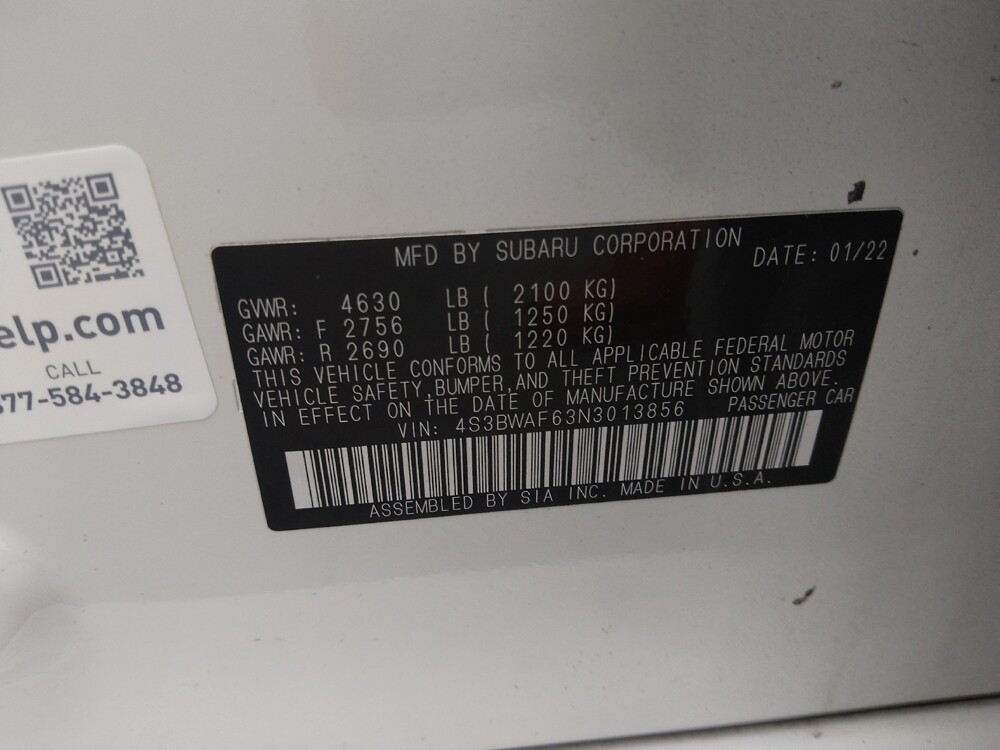 elp.com
CALL
77-584-3848
MFD BY SUBARU CORPORATION DATE: 01/22
GVWR: 4630 LB ( 2100 KG)
GAWR: F 2756 LB ( 1250 KG)
GAWR: R 2690 LB ( 1220 KG)
THIS VEHICLE CONFORMS TO ALL APPLICABLE FEDERAL MOTOR
VEHICLE SAFETY,BUMPER,AND THEFT PREVENTION STANDARDS
IN EFFECT ON THE DATE OF MANUFACTURE SHOWN ABOVE.
VIN: 4S3BWAF63N3013856 PASSENGER CAR
ASSEMBLED BY SIA INC. MADE IN U.S.A.